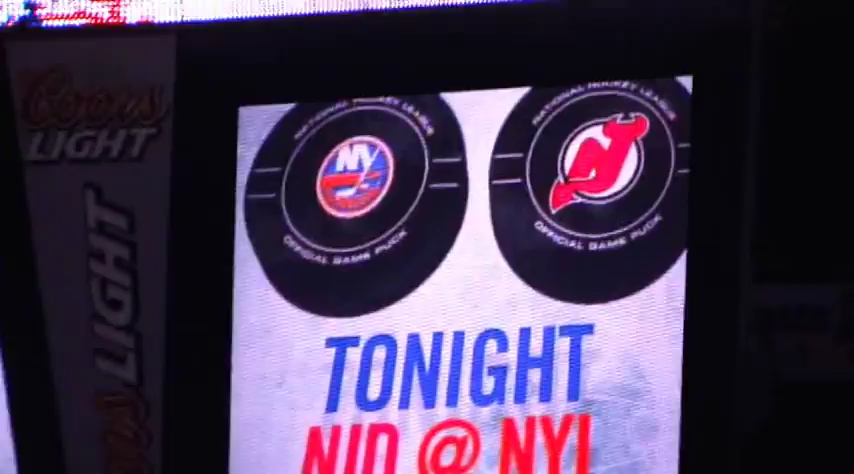 Coors
LIGHT
LIGHT
NATIONAL HOCKEY LEAGUE
NY
OFFICIAL GAME PUCK
NATIONAL HOCKEY LEAGUE
OFFICIAL GAME PUCK
TONIGHT
NJD @ NYI